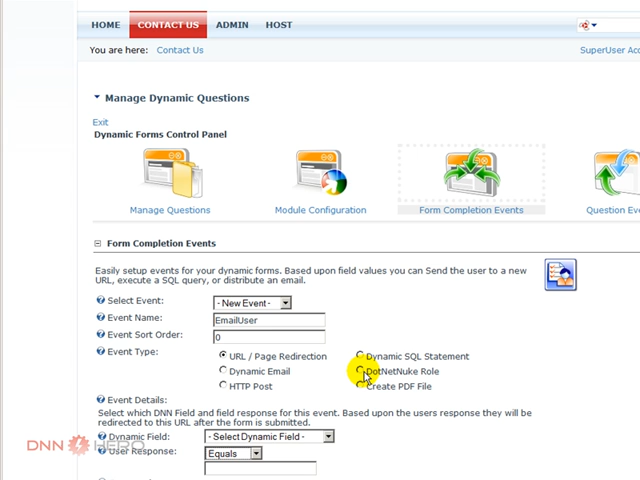 HOME CONTACT US ADMIN HOST
You are here: Contact Us SuperUser Acc
Manage Dynamic Questions
Exit
Dynamic Forms Control Panel
Manage Questions Module Configuration Form Completion Events Question Eve
Form Completion Events
Easily setup events for your dynamic forms. Based upon field values you can Send the user to a new
URL, execute a SQL query, or distribute an email.
Select Event: - New Event -
Event Name: EmailUser
Event Sort Order: 0
Event Type: URL / Page Redirection Dynamic SQL Statement
Dynamic Email DotNetNuke Role
HTTP Post Create PDF File
Event Details:
Select which DNN Field and field response for this event. Based upon the users response they will be
redirected to this URL after the form is submitted.
Dynamic Field: - Select Dynamic Field -
User Response: Equals
DNN HERO